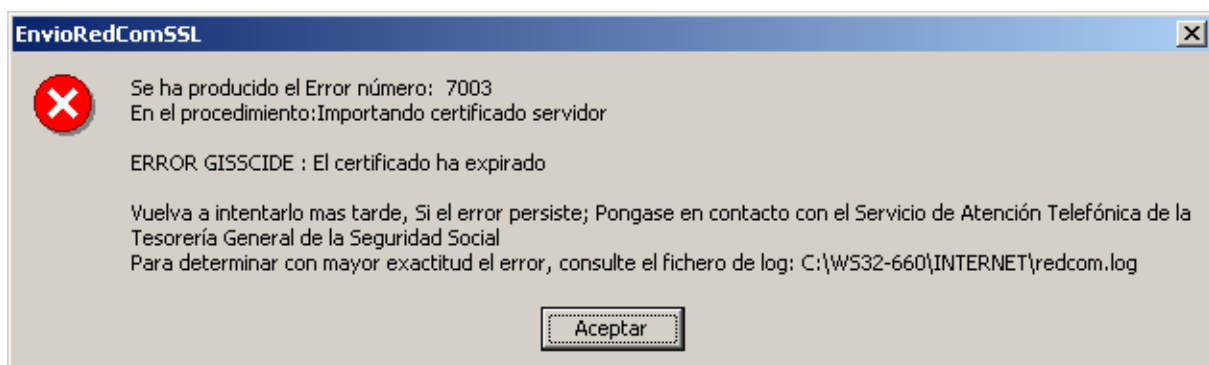 EnvioRedComSSL
Se ha producido el Error número: 7003
En el procedimiento:Importando certificado servidor
ERROR GISSCIDE : El certificado ha expirado
Vuelva a intentarlo mas tarde, Si el error persiste; Pongase en contacto con el Servicio de Atención Telefónica de la
Tesorería General de la Seguridad Social
Para determinar con mayor exactitud el error, consulte el fichero de log: C:\WS32-660\INTERNET\redcom.log
Aceptar